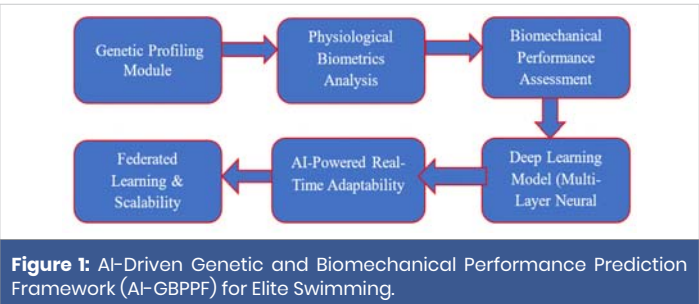 Genetic Profiling
Module
Physiological
Biometrics
Analysis
Biomechanical
Performance
Assessment
Deep Learning
Model (Multi-
Layer Neural
AI-Powered Real-
Time Adaptability
Federated
Learning &
Scalability
Figure 1: AI-Driven Genetic and Biomechanical Performance Prediction
Framework (AI-GBPPF) for Elite Swimming.